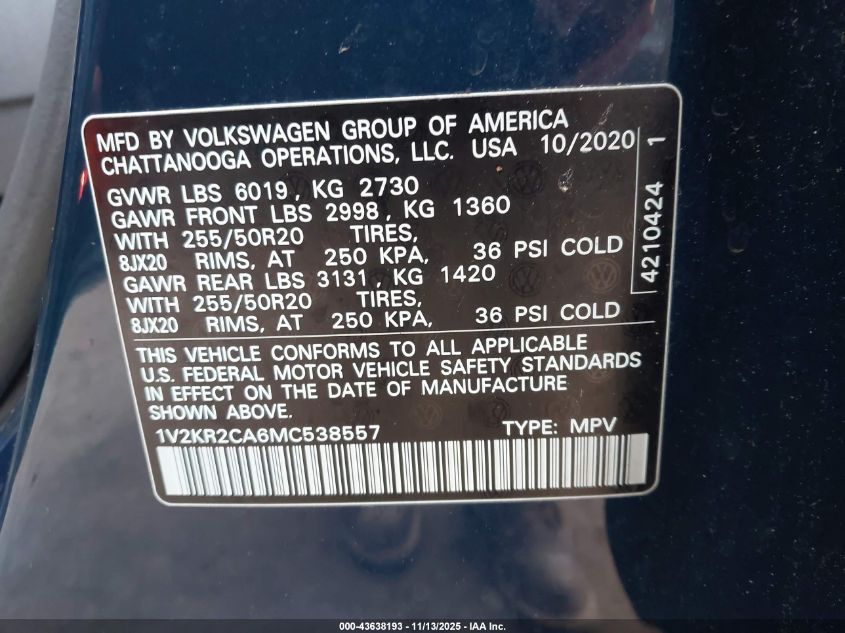 MFD BY VOLKSWAGEN GROUP OF AMERICA
CHATTANOOGA OPERATIONS, LLC. USA 10/2020
GVWR LBS 6019, KG 2730
GAWR FRONT LBS 2998, KG 1360
WITH 255/50R20 TIRES,
8JX20 RIMS, AT 250 KPA, 36 PSI COLD
GAWR REAR LBS 3131, KG 1420
WITH 255/50R20 TIRES,
8JX20 RIMS, AT 250 KPA, 36 PSI COLD
4210424 1
THIS VEHICLE CONFORMS TO ALL APPLICABLE
U.S. FEDERAL MOTOR VEHICLE SAFETY STANDARDS
IN EFFECT ON THE DATE OF MANUFACTURE
SHOWN ABOVE.
1V2KR2CA6MC538557 TYPE: MPV
000-43638193 - 11/13/2025 - IAA Inc.